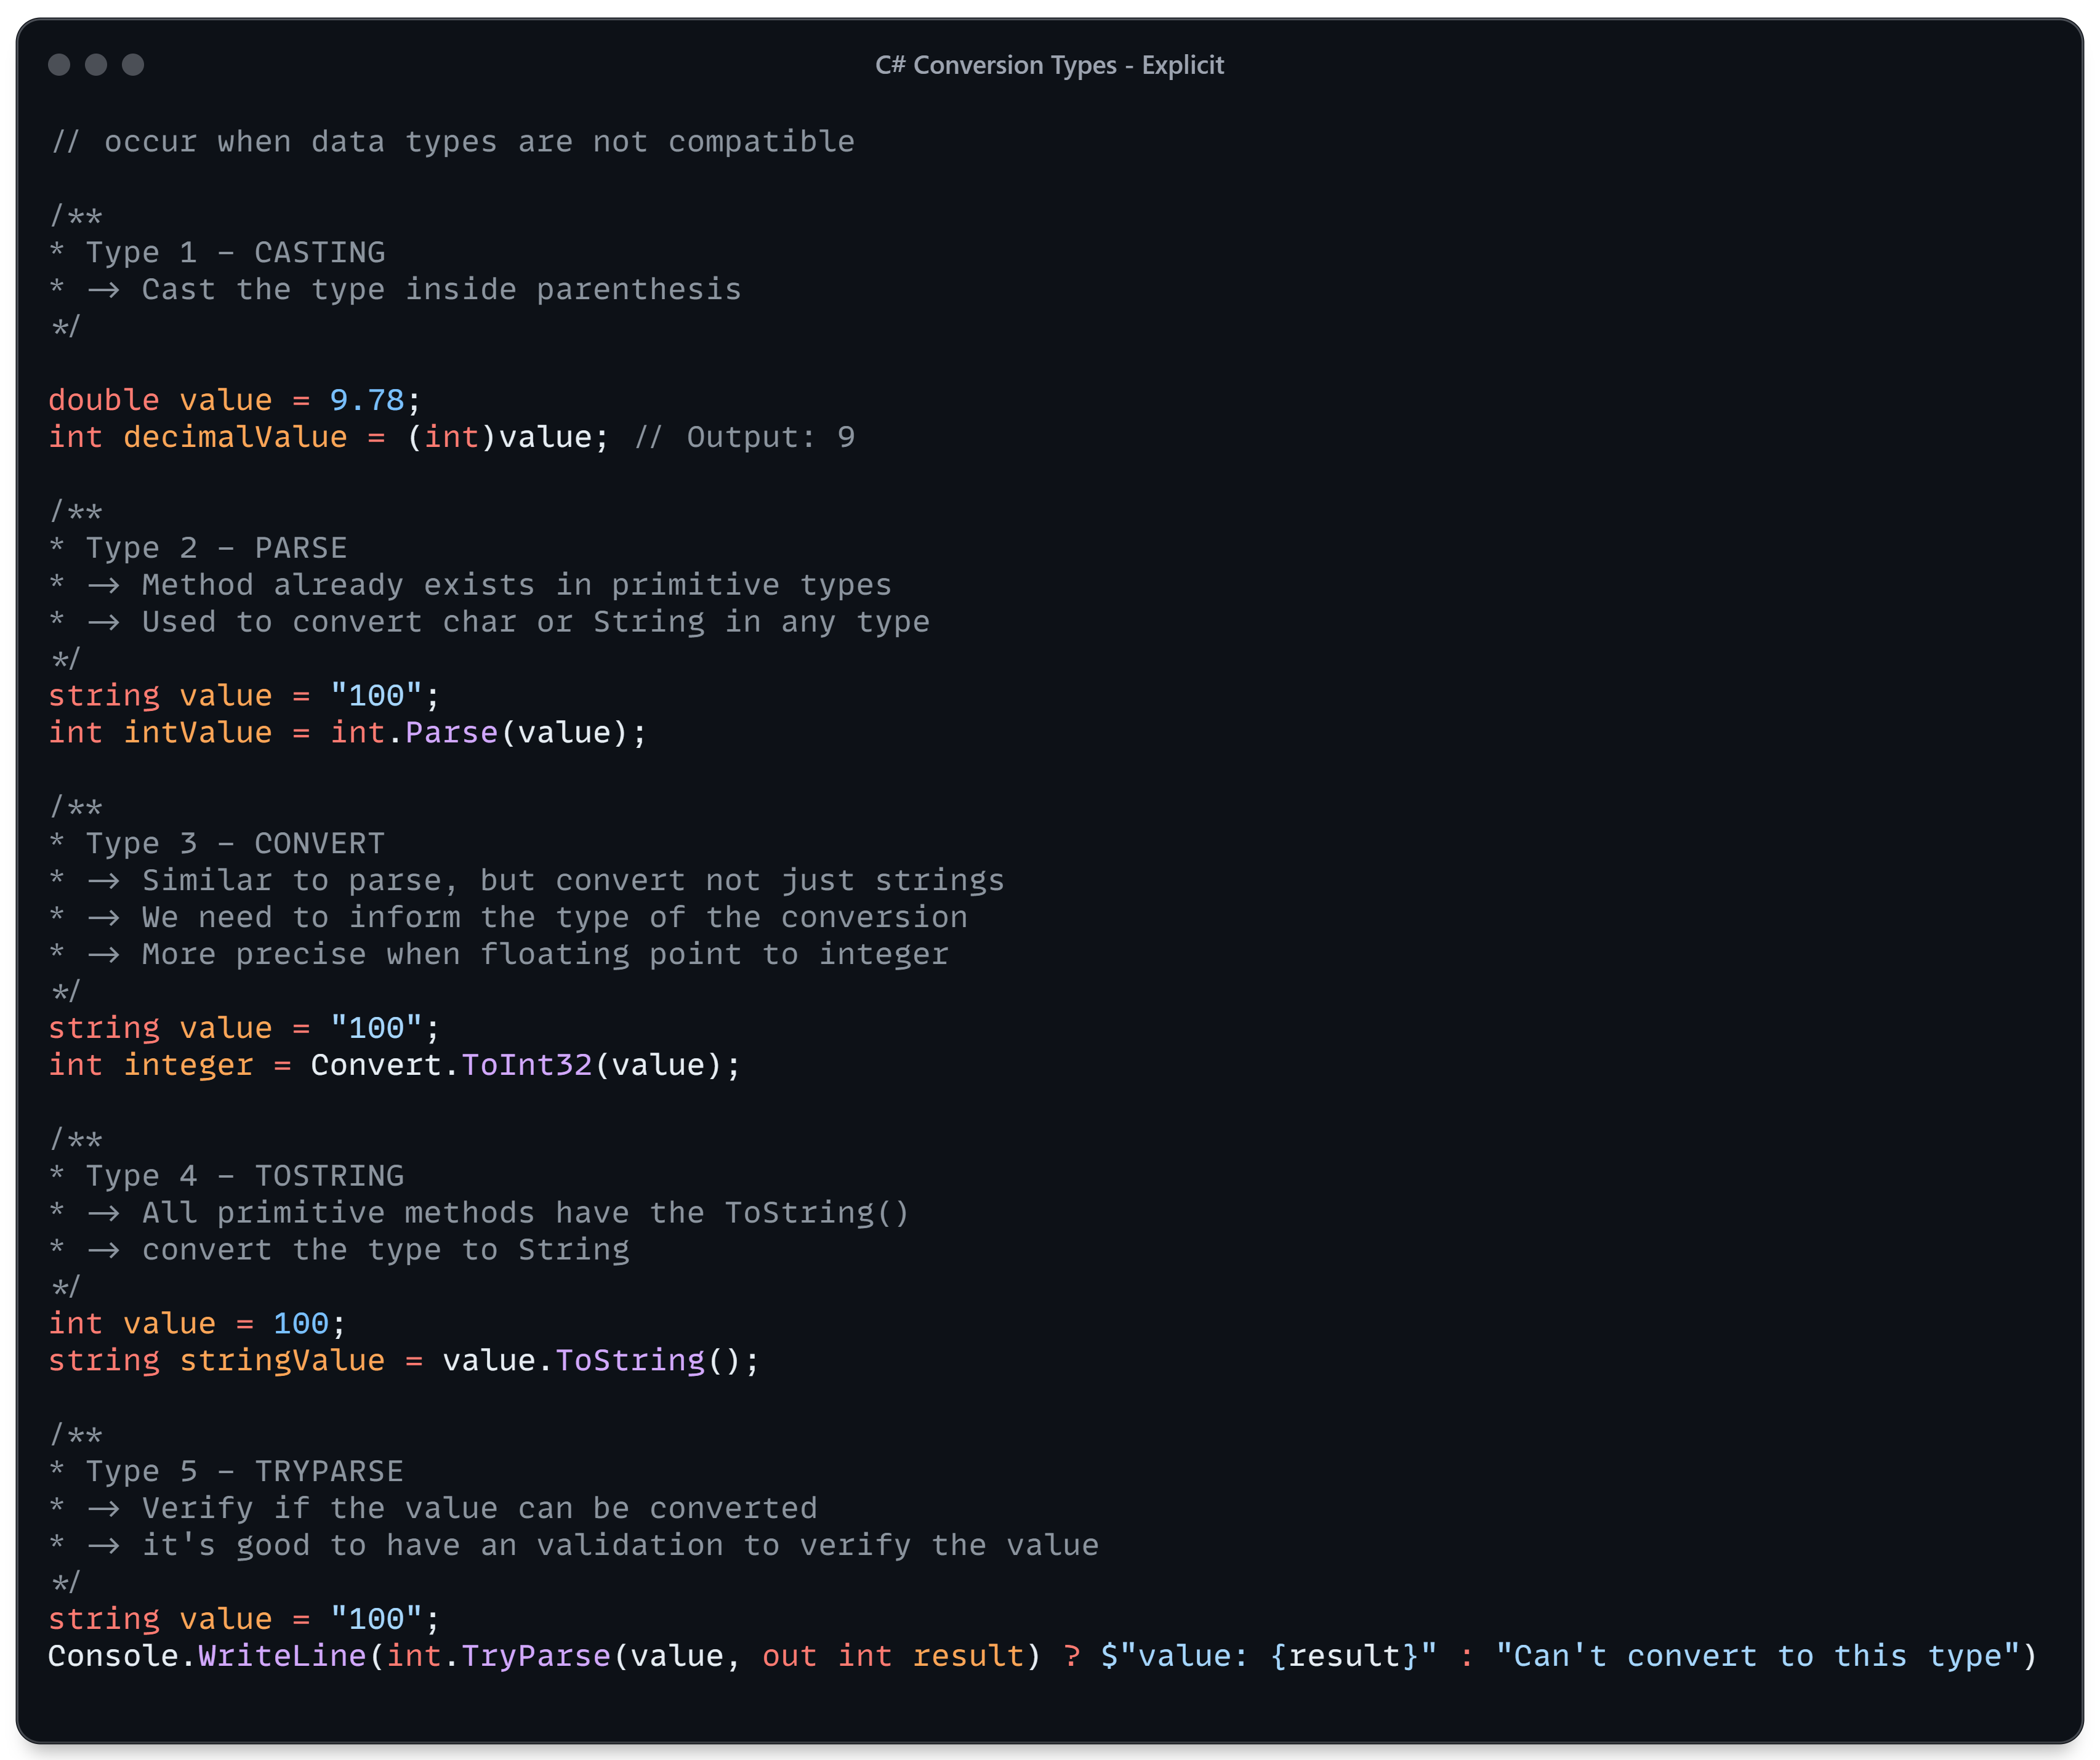 C# Conversion Types - Explicit
// occur when data types are not compatible
/**
* Type 1 - CASTING
* -> Cast the type inside parenthesis
*/
double value = 9.78;
int decimalValue = (int)value; // Output: 9
/**
* Type 2 - PARSE
* -> Method already exists in primitive types
* -> Used to convert char or String in any type
*/
string value = "100";
int intValue = int.Parse(value);
/**
* Type 3 - CONVERT
* -> Similar to parse, but convert not just strings
* -> We need to inform the type of the conversion
* -> More precise when floating point to integer
*/
string value = "100";
int integer = Convert.ToInt32(value);
/**
* Type 4 - TOSTRING
* -> All primitive methods have the ToString()
* -> convert the type to String
*/
int value = 100;
string stringValue = value.ToString();
/**
* Type 5 - TRYPARSE
* -> Verify if the value can be converted
* -> it's good to have an validation to verify the value
*/
string value = "100";
Console.WriteLine(int.TryParse(value, out int result) ? $"value: {result}" : "Can't convert to this type")